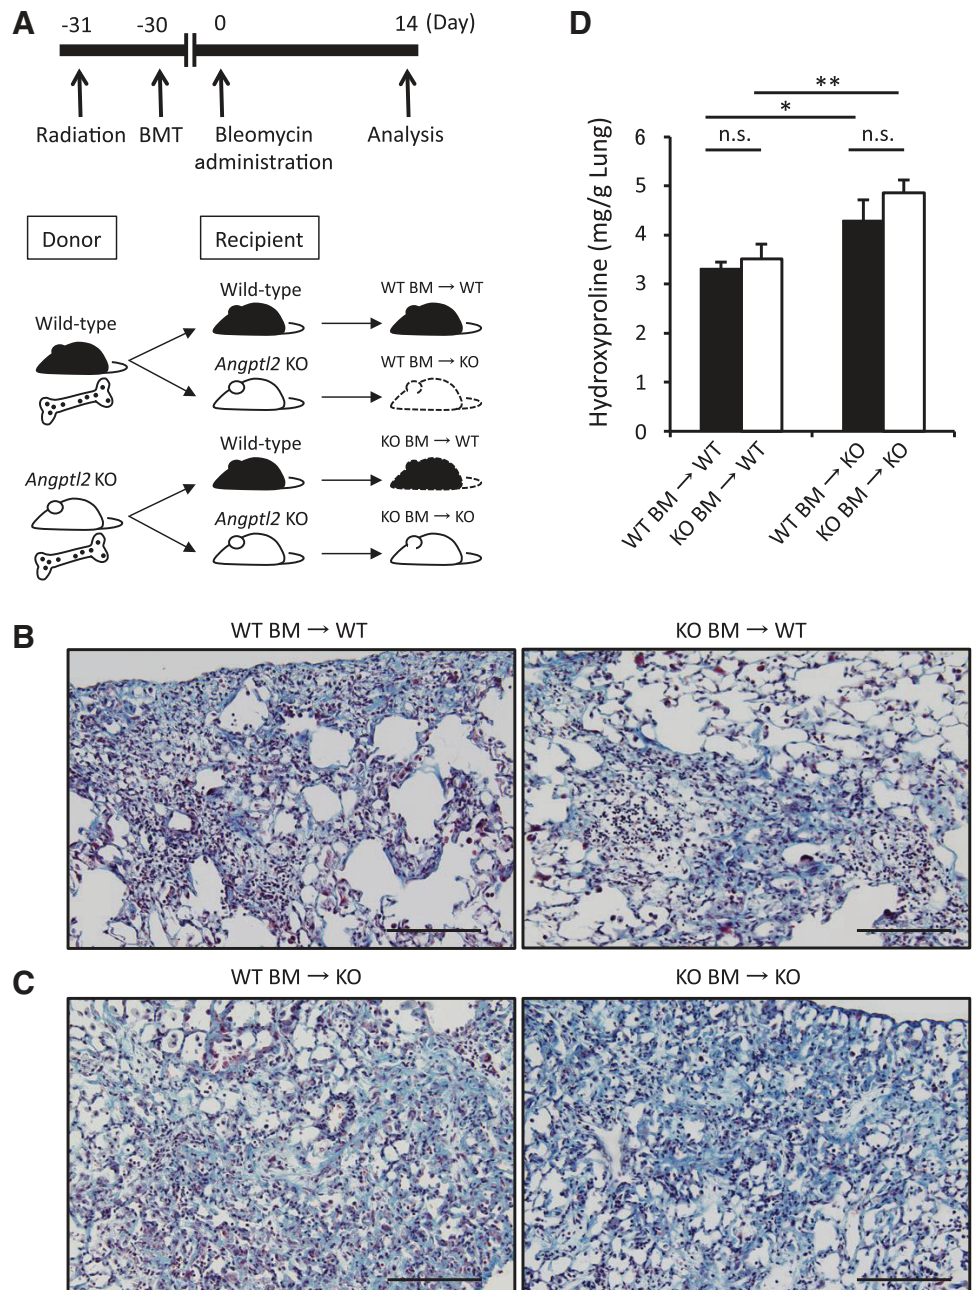 A
-31 -30 0 14 (Day)
Radiation BMT Bleomycin administration Analysis
Donor Recipient
Wild-type
Wild-type
WT BM → WT
Angptl2 KO
WT BM → KO
Angptl2 KO
Wild-type
KO BM → WT
Angptl2 KO
KO BM → KO
D
**
*
n.s. n.s.
Hydroxyproline (mg/g Lung)
6
5
4
3
2
1
0
WT BM → WT
KO BM → WT
WT BM → KO
KO BM → KO
B
WT BM → WT KO BM → WT
C
WT BM → KO KO BM → KO